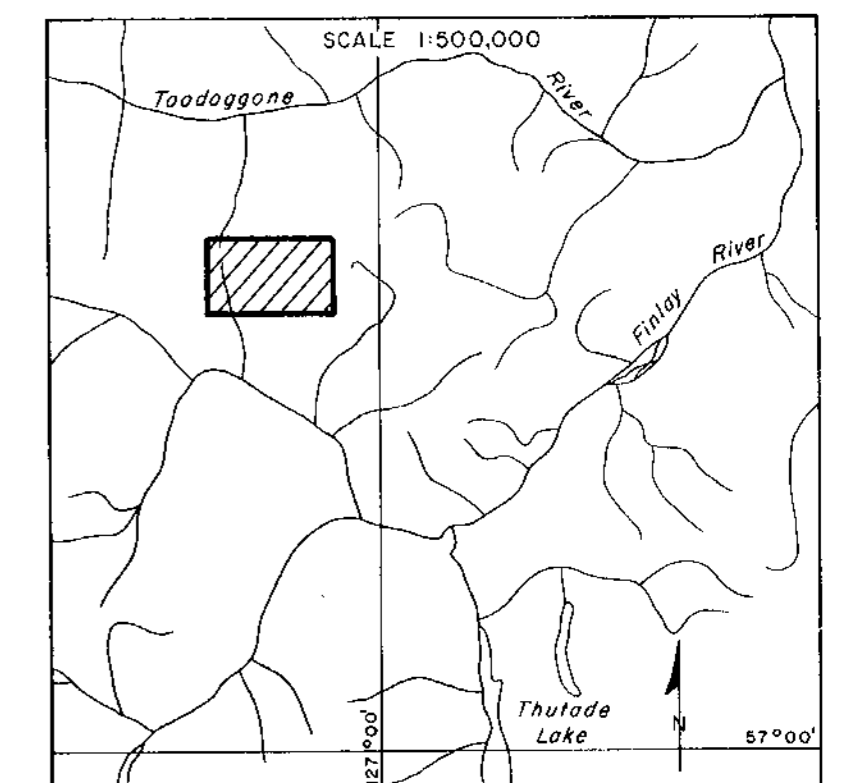 SCALE 1:500,000
Toodoggone
River
River
Finlay
Thutade
Lake
N
57°00'
127°00'